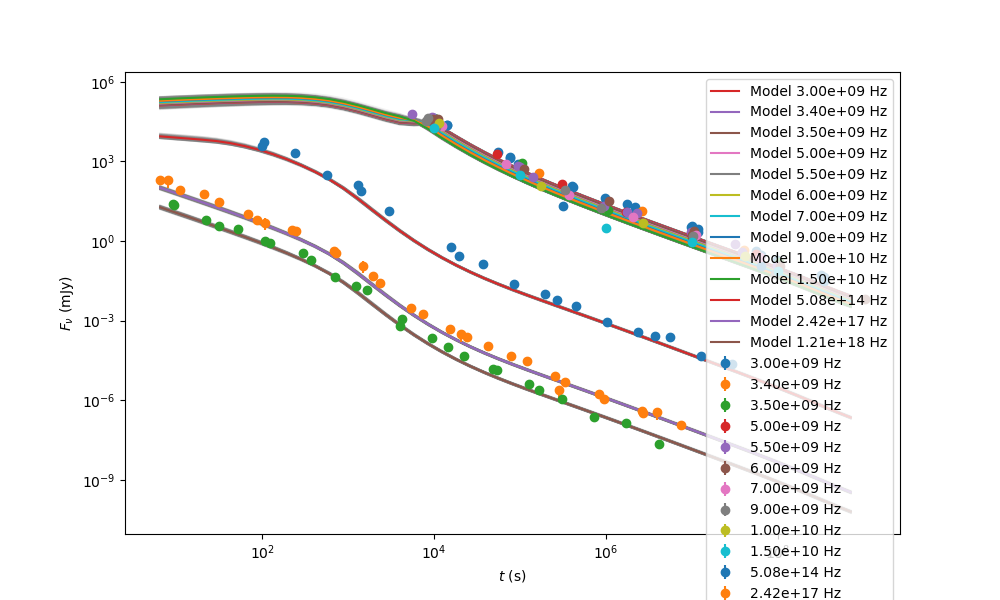 10^6
10^3
10^0
10^−3
10^−6
10^−9
F_ν (mJy)
10^2
10^4
10^6
t (s)
Model 3.00e+09 Hz
Model 3.40e+09 Hz
Model 3.50e+09 Hz
Model 5.00e+09 Hz
Model 5.50e+09 Hz
Model 6.00e+09 Hz
Model 7.00e+09 Hz
Model 9.00e+09 Hz
Model 1.00e+10 Hz
Model 1.50e+10 Hz
Model 5.08e+14 Hz
Model 2.42e+17 Hz
Model 1.21e+18 Hz
3.00e+09 Hz
3.40e+09 Hz
3.50e+09 Hz
5.00e+09 Hz
5.50e+09 Hz
6.00e+09 Hz
7.00e+09 Hz
9.00e+09 Hz
1.00e+10 Hz
1.50e+10 Hz
5.08e+14 Hz
2.42e+17 Hz